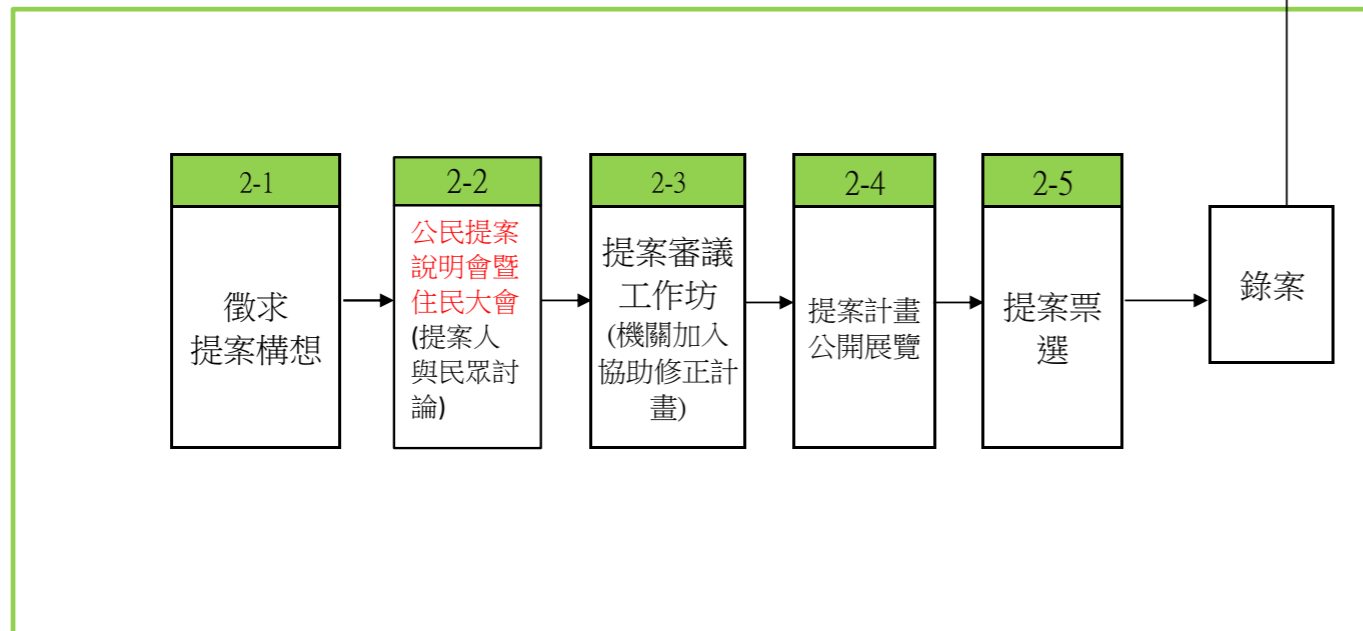 2-1
徵求
提案構想
2-2
公民提案
說明會暨
住民大會
(提案人
與民眾討
論)
2-3
提案審議
工作坊
(機關加入
協助修正計
畫)
2-4
提案計畫
公開展覽
2-5
提案票
選
錄案